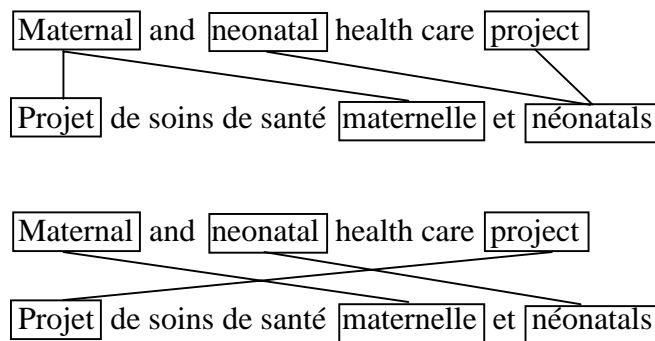 Maternal and neonatal health care project
Projet de soins de santé maternelle et néonatals
Maternal and neonatal health care project
Projet de soins de santé maternelle et néonatals